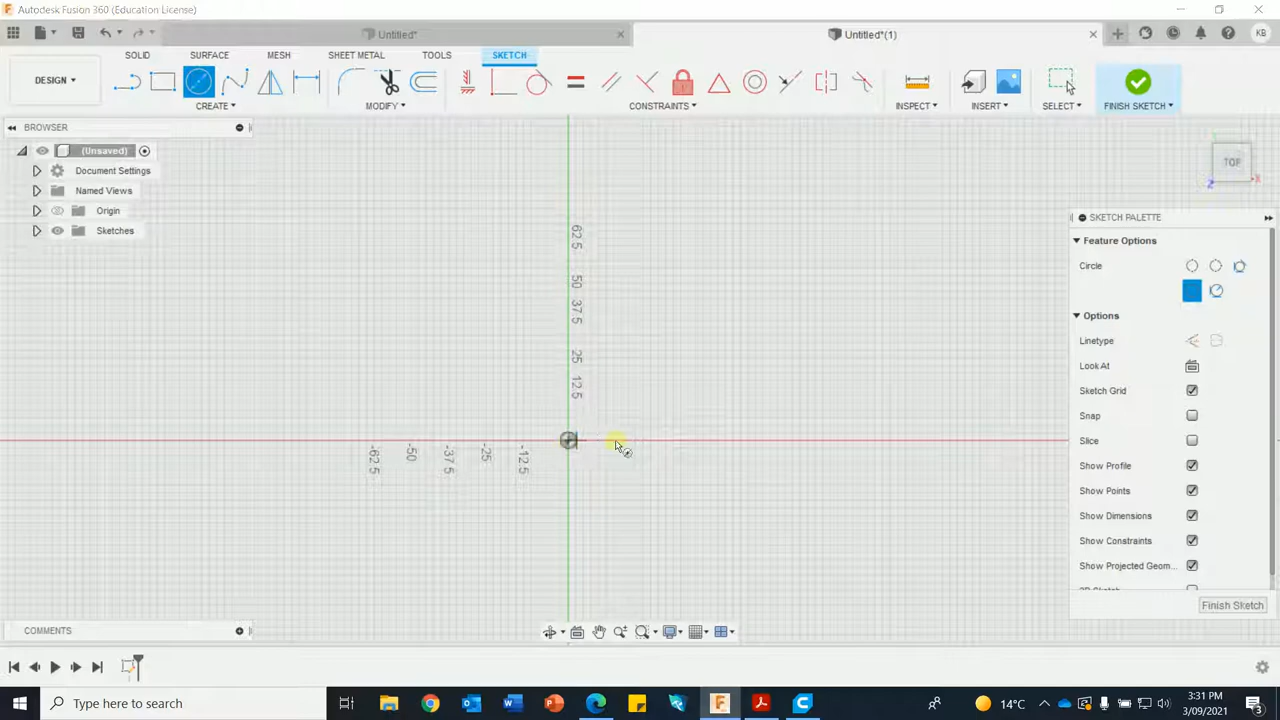 Autodesk Fusion 360 (Education License)
Untitled*
Untitled*(1)
KB
SOLID
SURFACE
MESH
SHEET METAL
TOOLS
SKETCH
DESIGN
CREATE
MODIFY
CONSTRAINTS
INSPECT
INSERT
SELECT
FINISH SKETCH
BROWSER
(Unsaved)
Document Settings
Named Views
Origin
Sketches
TOP
Z
X
SKETCH PALETTE
Feature Options
Circle
Options
Linetype
Look At
Sketch Grid
Snap
Slice
Show Profile
Show Points
Show Dimensions
Show Constraints
Show Projected Geom...
Finish Sketch
62.5
50
37.5
25
12.5
-62.5
-50
-37.5
-25
-12.5
COMMENTS
Type here to search
14°C
3:31 PM
3/09/2021
3